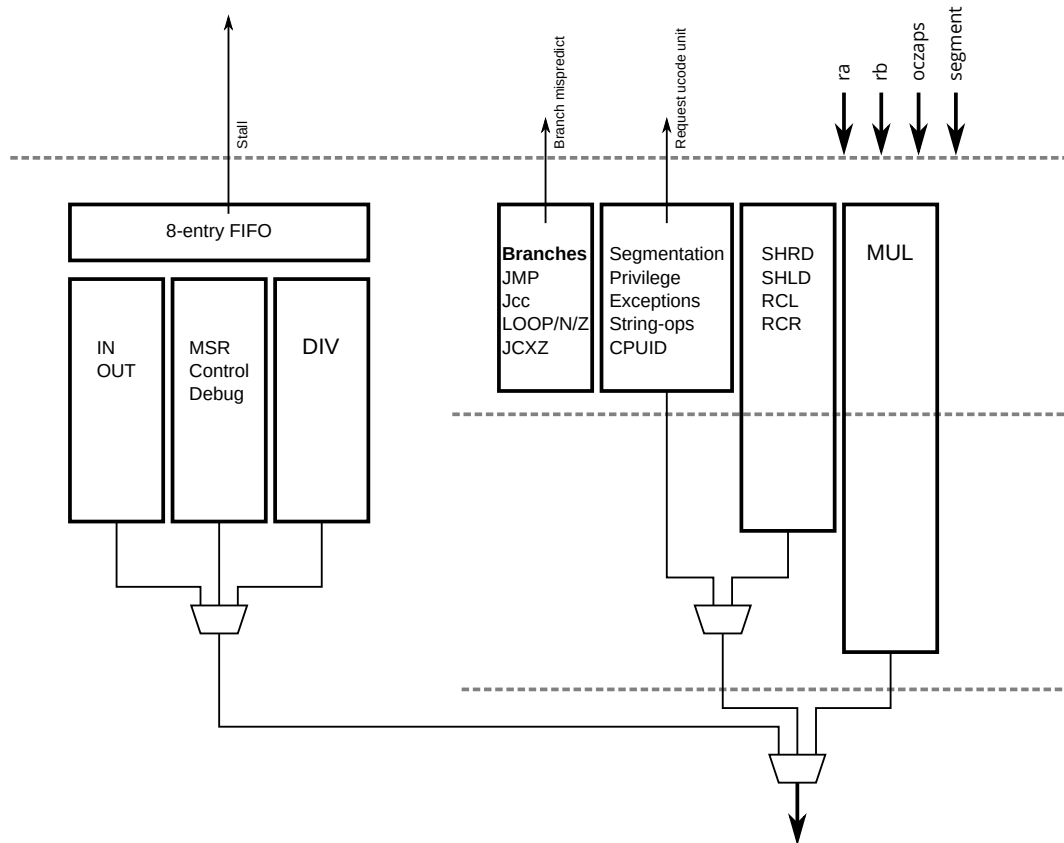 Stall
Branch mispredict
Request ucode unit
ra
rb
oczaps
segment
8-entry FIFO
IN
OUT
MSR
Control
Debug
DIV
Branches
JMP
Jcc
LOOP/N/Z
JCXZ
Segmentation
Privilege
Exceptions
String-ops
CPUID
SHRD
SHLD
RCL
RCR
MUL